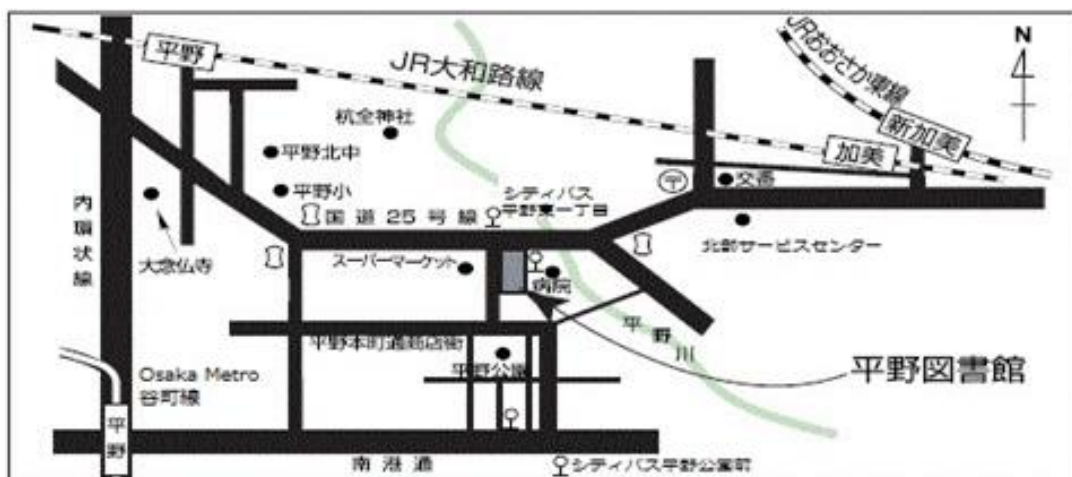 平野
JR大和路線
JRおおさか東線
N
新加美
加美
杭全神社
平野北中
平野小
シティバス
平野東一丁目
〒
交番
国道25号線
内環状線
大念仏寺
スーパーマーケット
病院
北部サービスセンター
平野本町通商店街
平野川
平野公園
平野図書館
Osaka Metro
谷町線
平野
南港通
シティバス平野公園前